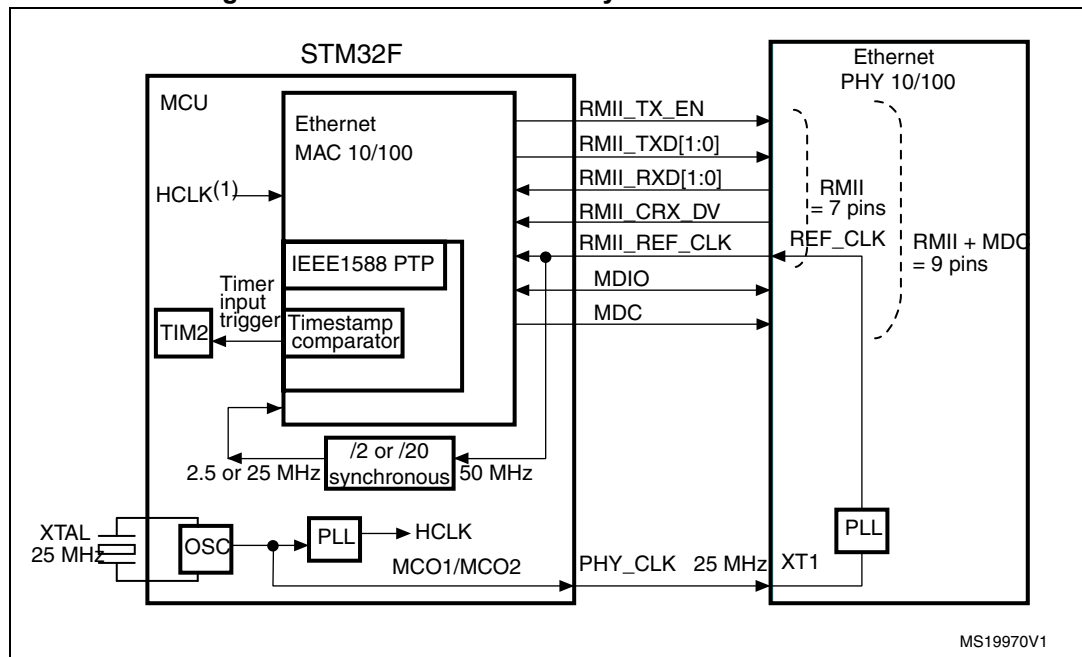 STM32F
MCU
Ethernet
MAC 10/100
HCLK(1)
IEEE1588 PTP
Timer
input
trigger
TIM2
Timestamp
comparator
/2 or /20
synchronous
2.5 or 25 MHz
50 MHz
XTAL
25 MHz
OSC
PLL
HCLK
MCO1/MCO2
RMII_TX_EN
RMII_TXD[1:0]
RMII_RXD[1:0]
RMII_CRX_DV
RMII_REF_CLK
MDIO
MDC
PHY_CLK 25 MHz
Ethernet
PHY 10/100
RMII
= 7 pins
REF_CLK
RMII + MDC
= 9 pins
PLL
XT1
MS19970V1